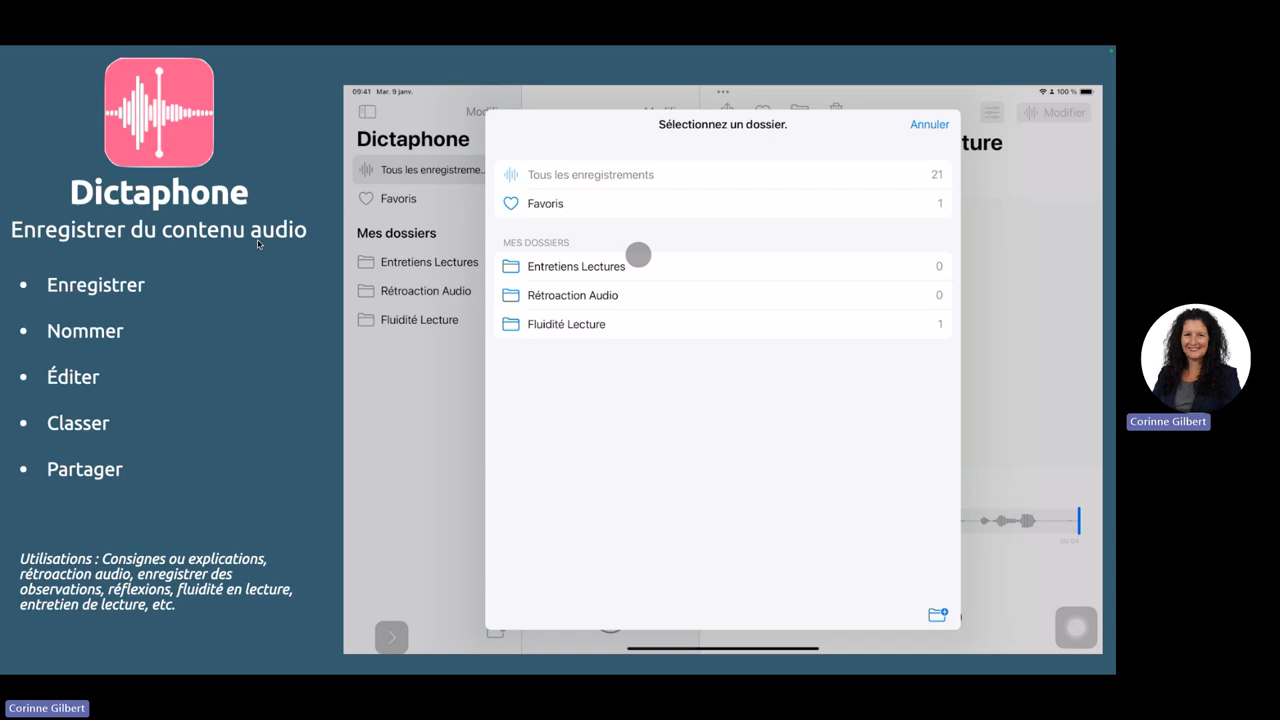 Dictaphone
Enregistrer du contenu audio
• Enregistrer
• Nommer
• Éditer
• Classer
• Partager
Utilisations : Consignes ou explications,
rétroaction audio, enregistrer des
observations, réflexions, fluidité en lecture,
entretien de lecture, etc.
09:41 Mar. 9 janv.
100 %
Modifier
Dictaphone
Tous les enregistreme...
Favoris
Mes dossiers
Entretiens Lectures
Rétroaction Audio
Fluidité Lecture
Sélectionnez un dossier.
Annuler
Tous les enregistrements 21
Favoris 1
MES DOSSIERS
Entretiens Lectures 0
Rétroaction Audio 0
Fluidité Lecture 1
ture
00:04
Corinne Gilbert
Corinne Gilbert